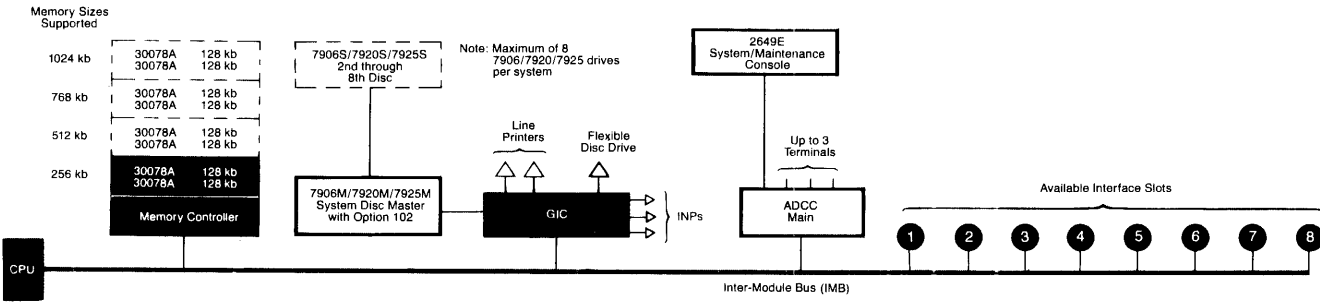 Memory Sizes
Supported
1024 kb
30078A 128 kb
30078A 128 kb
768 kb
30078A 128 kb
30078A 128 kb
512 kb
30078A 128 kb
30078A 128 kb
256 kb
30078A 128 kb
30078A 128 kb
Memory Controller
CPU
7906S/7920S/7925S
2nd through
8th Disc
Note: Maximum of 8
7906/7920/7925 drives
per system
7906M/7920M/7925M
System Disc Master
with Option 102
Line
Printers
Flexible
Disc Drive
GIC
INPs
2649E
System/Maintenance
Console
Up to 3
Terminals
ADCC
Main
Inter-Module Bus (IMB)
Available Interface Slots
1 2 3 4 5 6 7 8